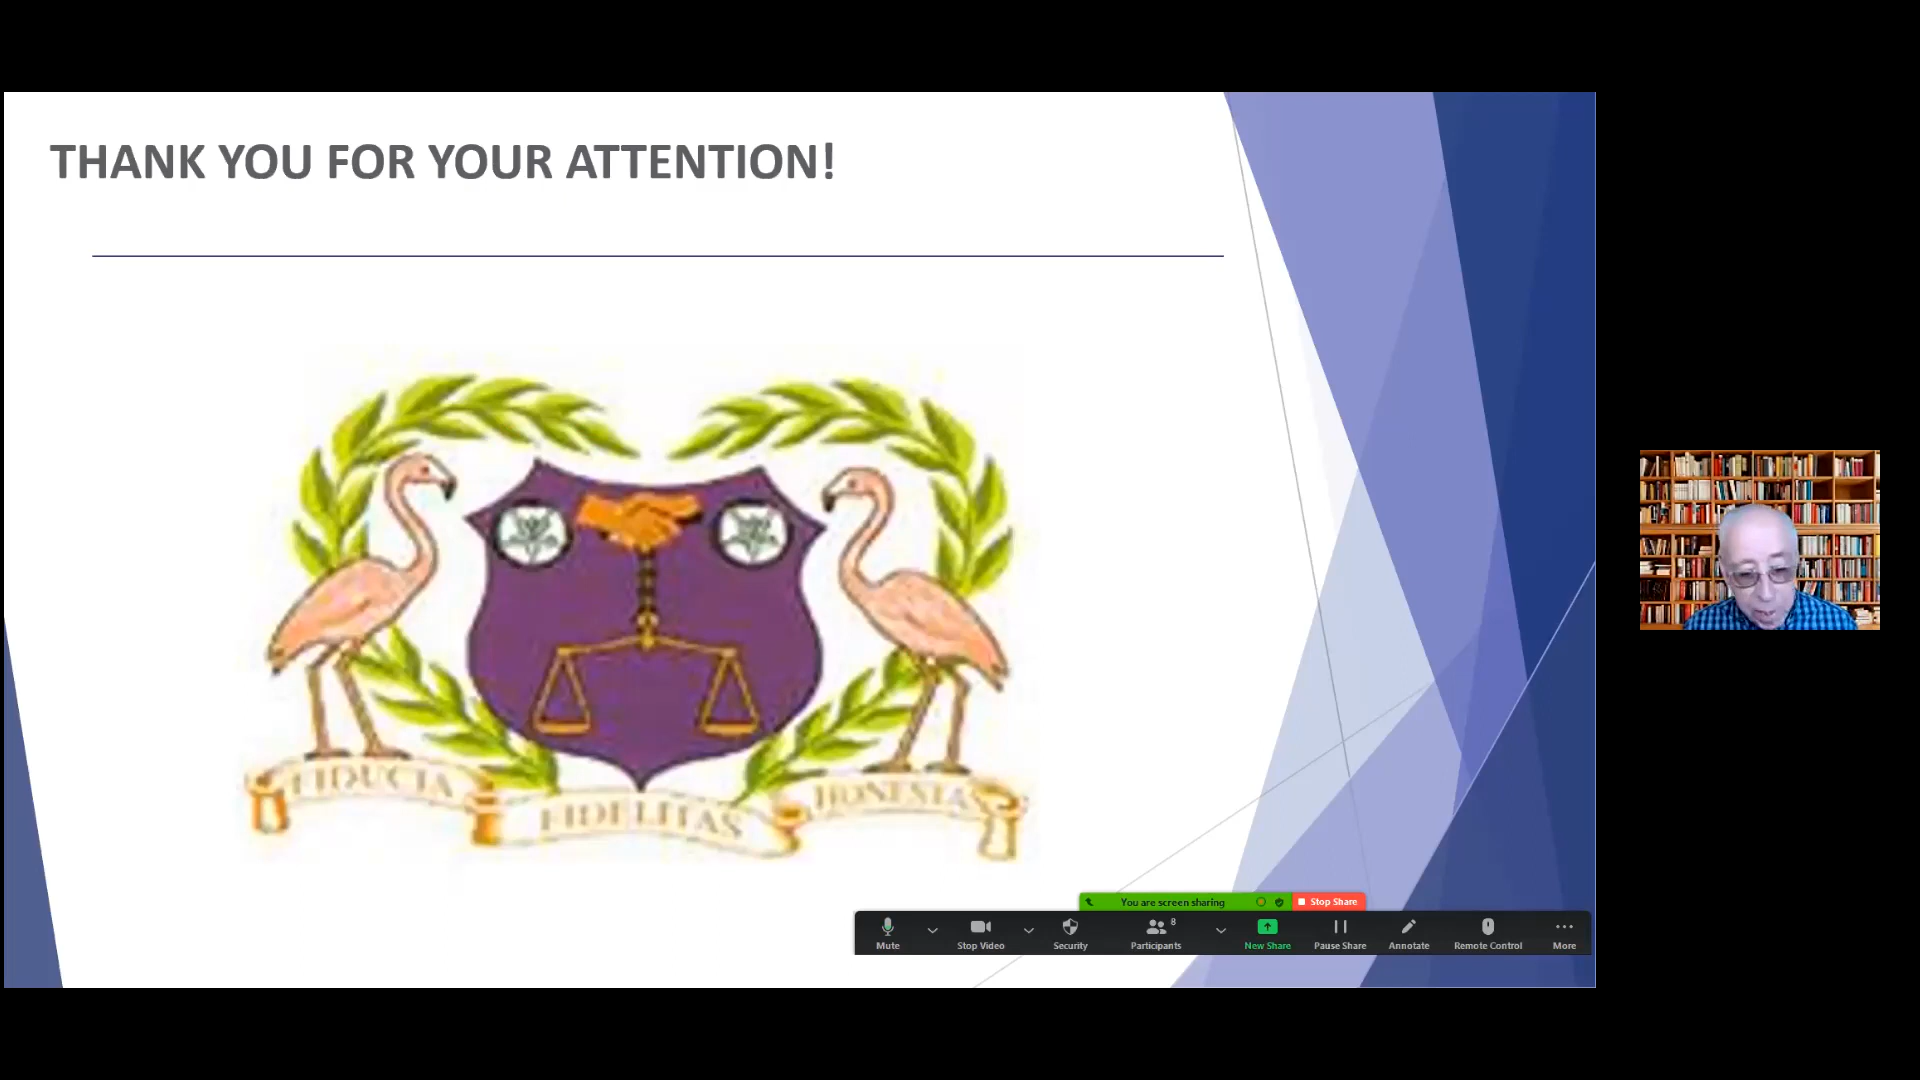 THANK YOU FOR YOUR ATTENTION!
FIDUCIA
FIDELITAS
HONESTAS
You are screen sharing
Stop Share
Mute
Stop Video
Security
Participants
8
New Share
Pause Share
Annotate
Remote Control
More